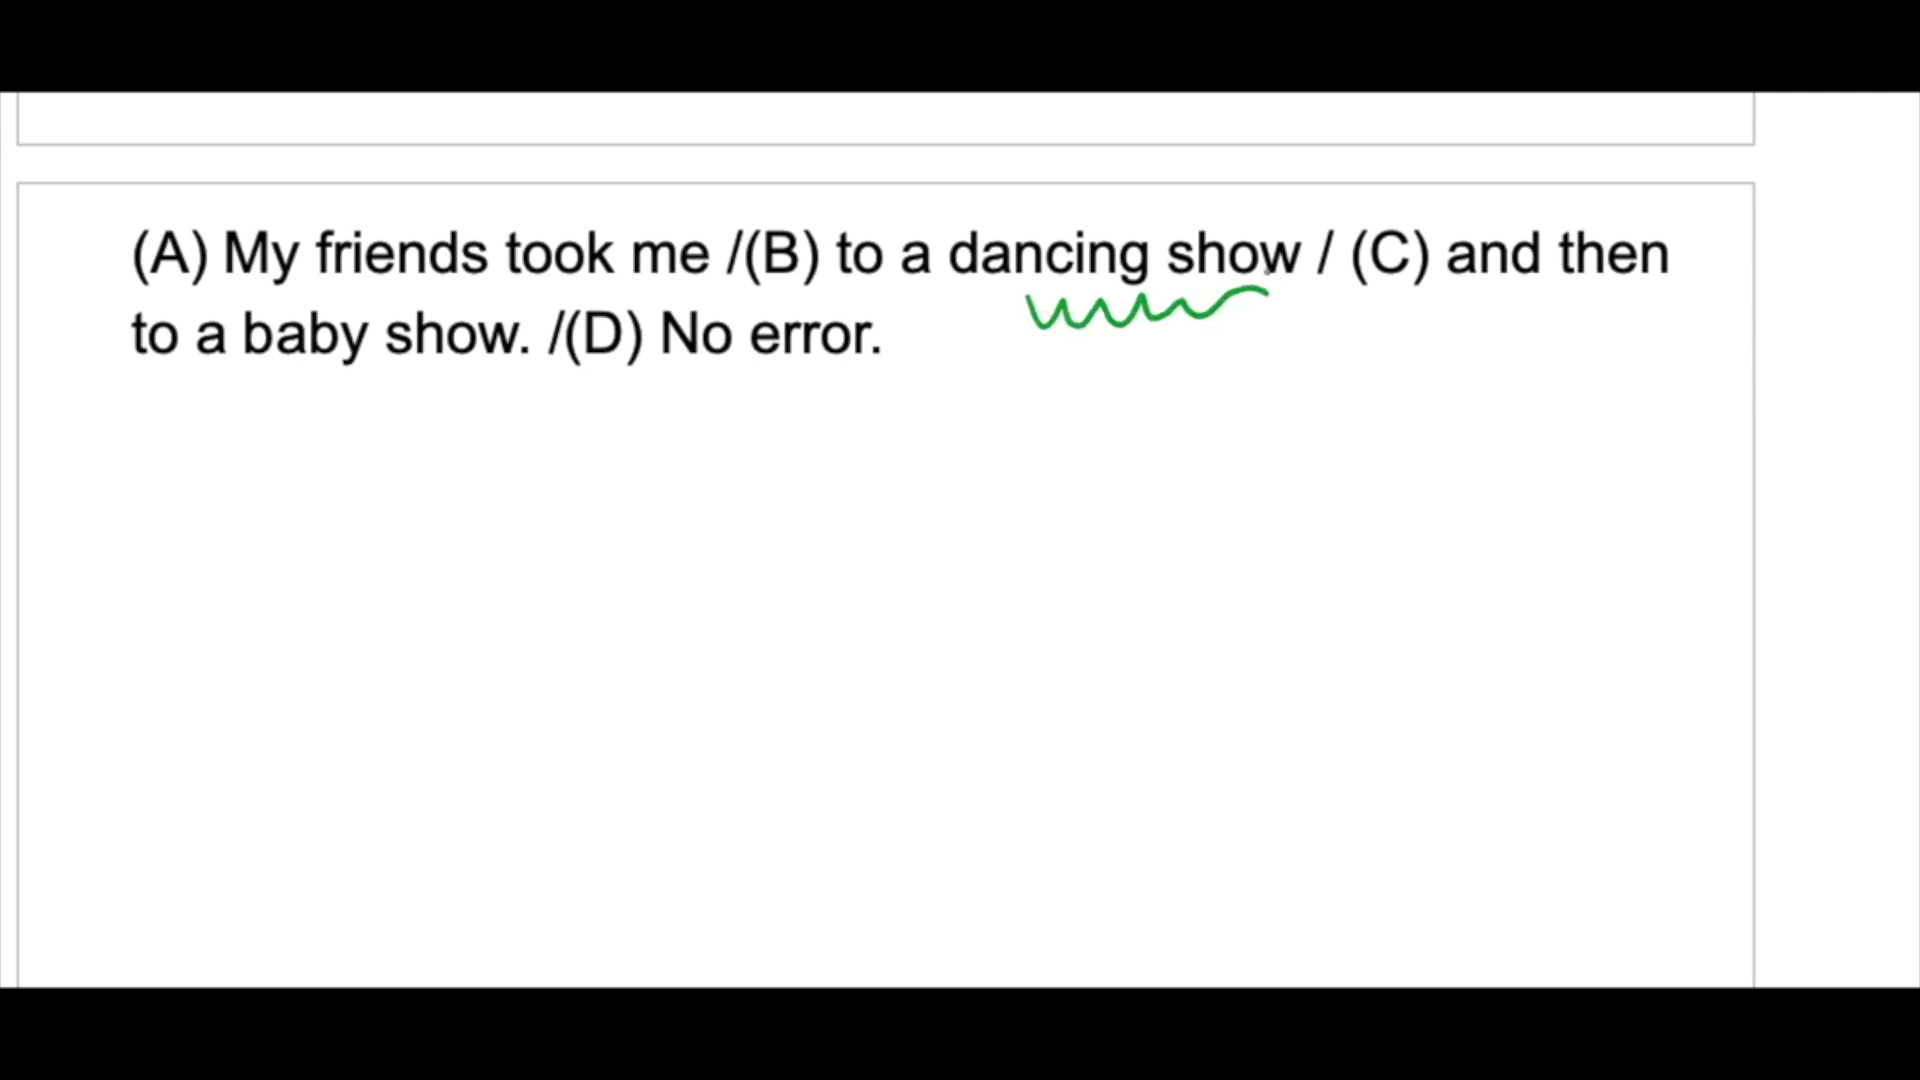 (A) My friends took me /(B) to a dancing show / (C) and then
to a baby show. /(D) No error.